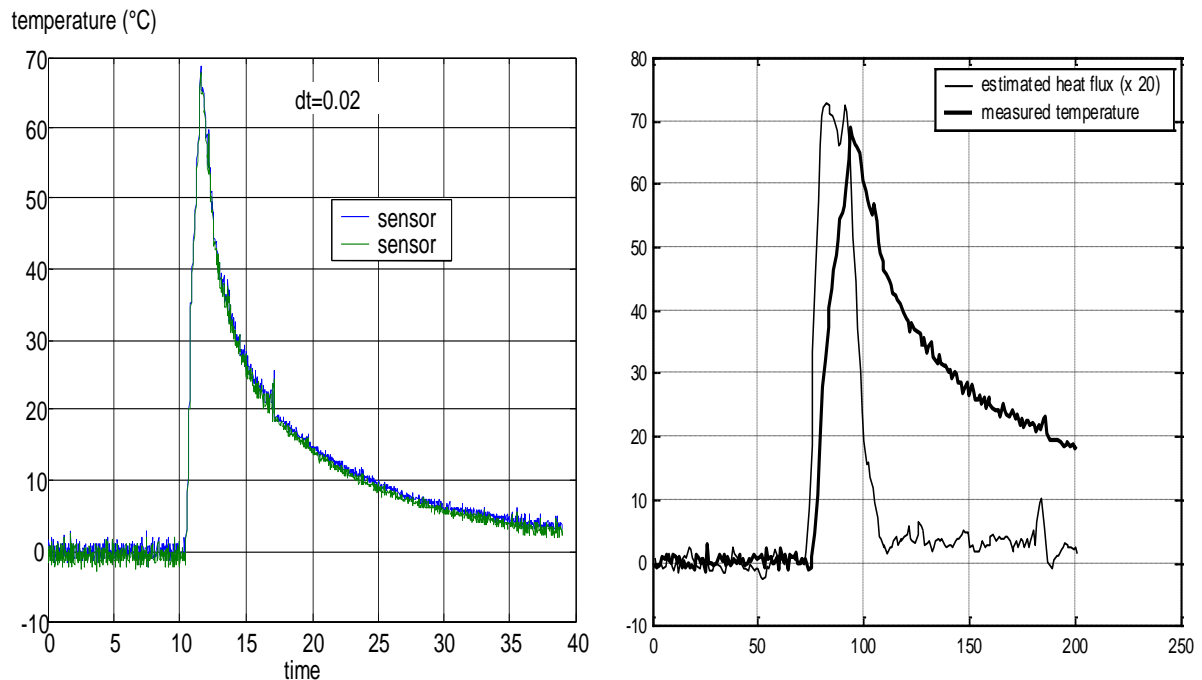 temperature (°C)
70
60
50
40
30
20
10
0
-10
0 5 10 15 20 25 30 35 40
time
dt=0.02
sensor
sensor
80
70
60
50
40
30
20
10
0
-10
0 50 100 150 200 250
estimated heat flux (x 20)
measured temperature